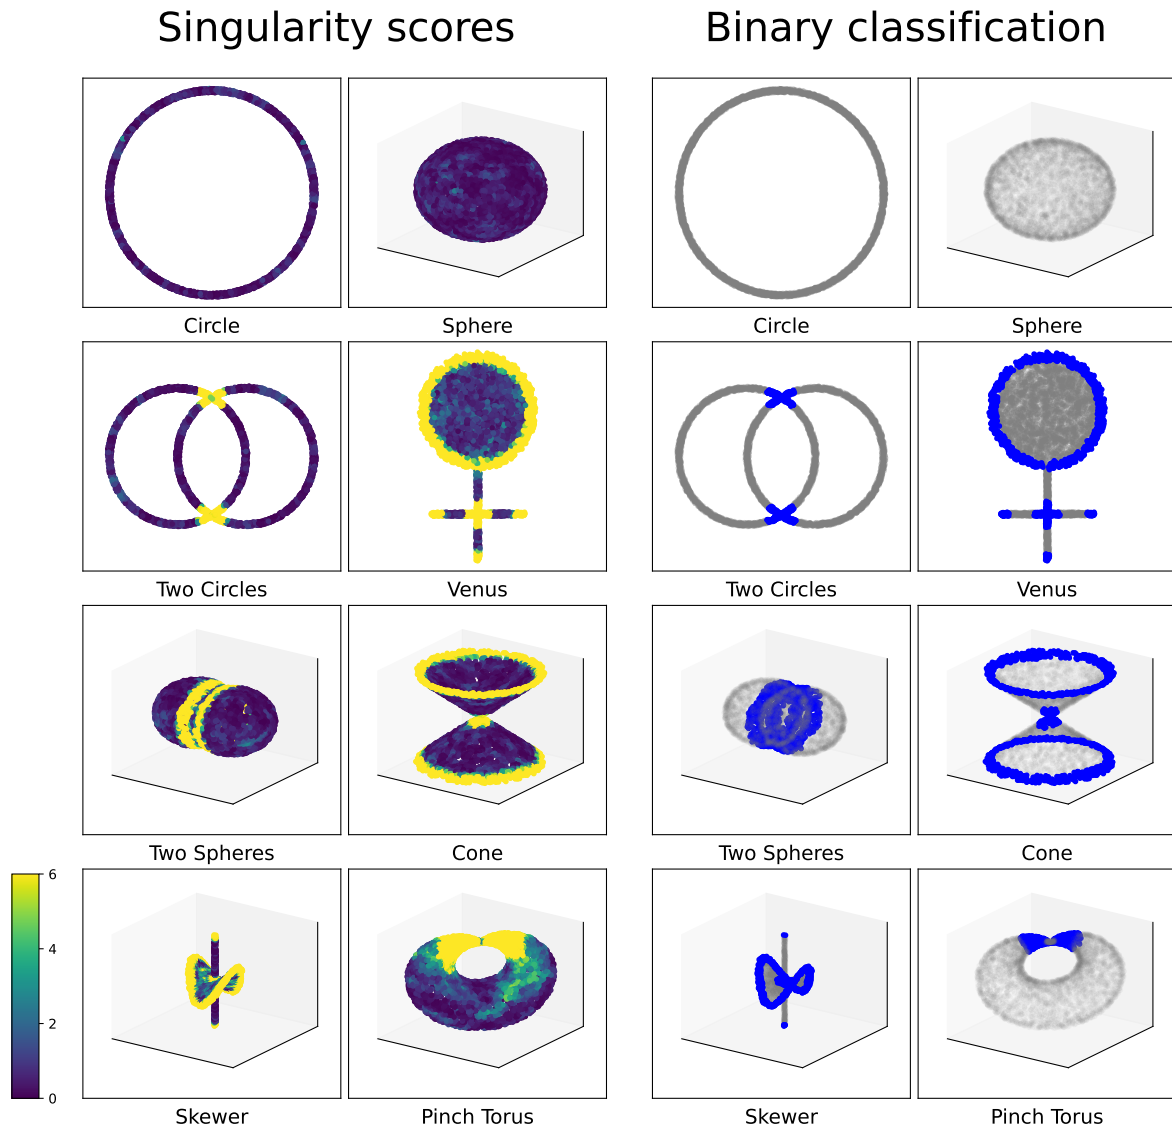 Singularity scores
Binary classification
Circle
Sphere
Circle
Sphere
Two Circles
Venus
Two Circles
Venus
Two Spheres
Cone
Two Spheres
Cone
6
4
2
0
Skewer
Pinch Torus
Skewer
Pinch Torus